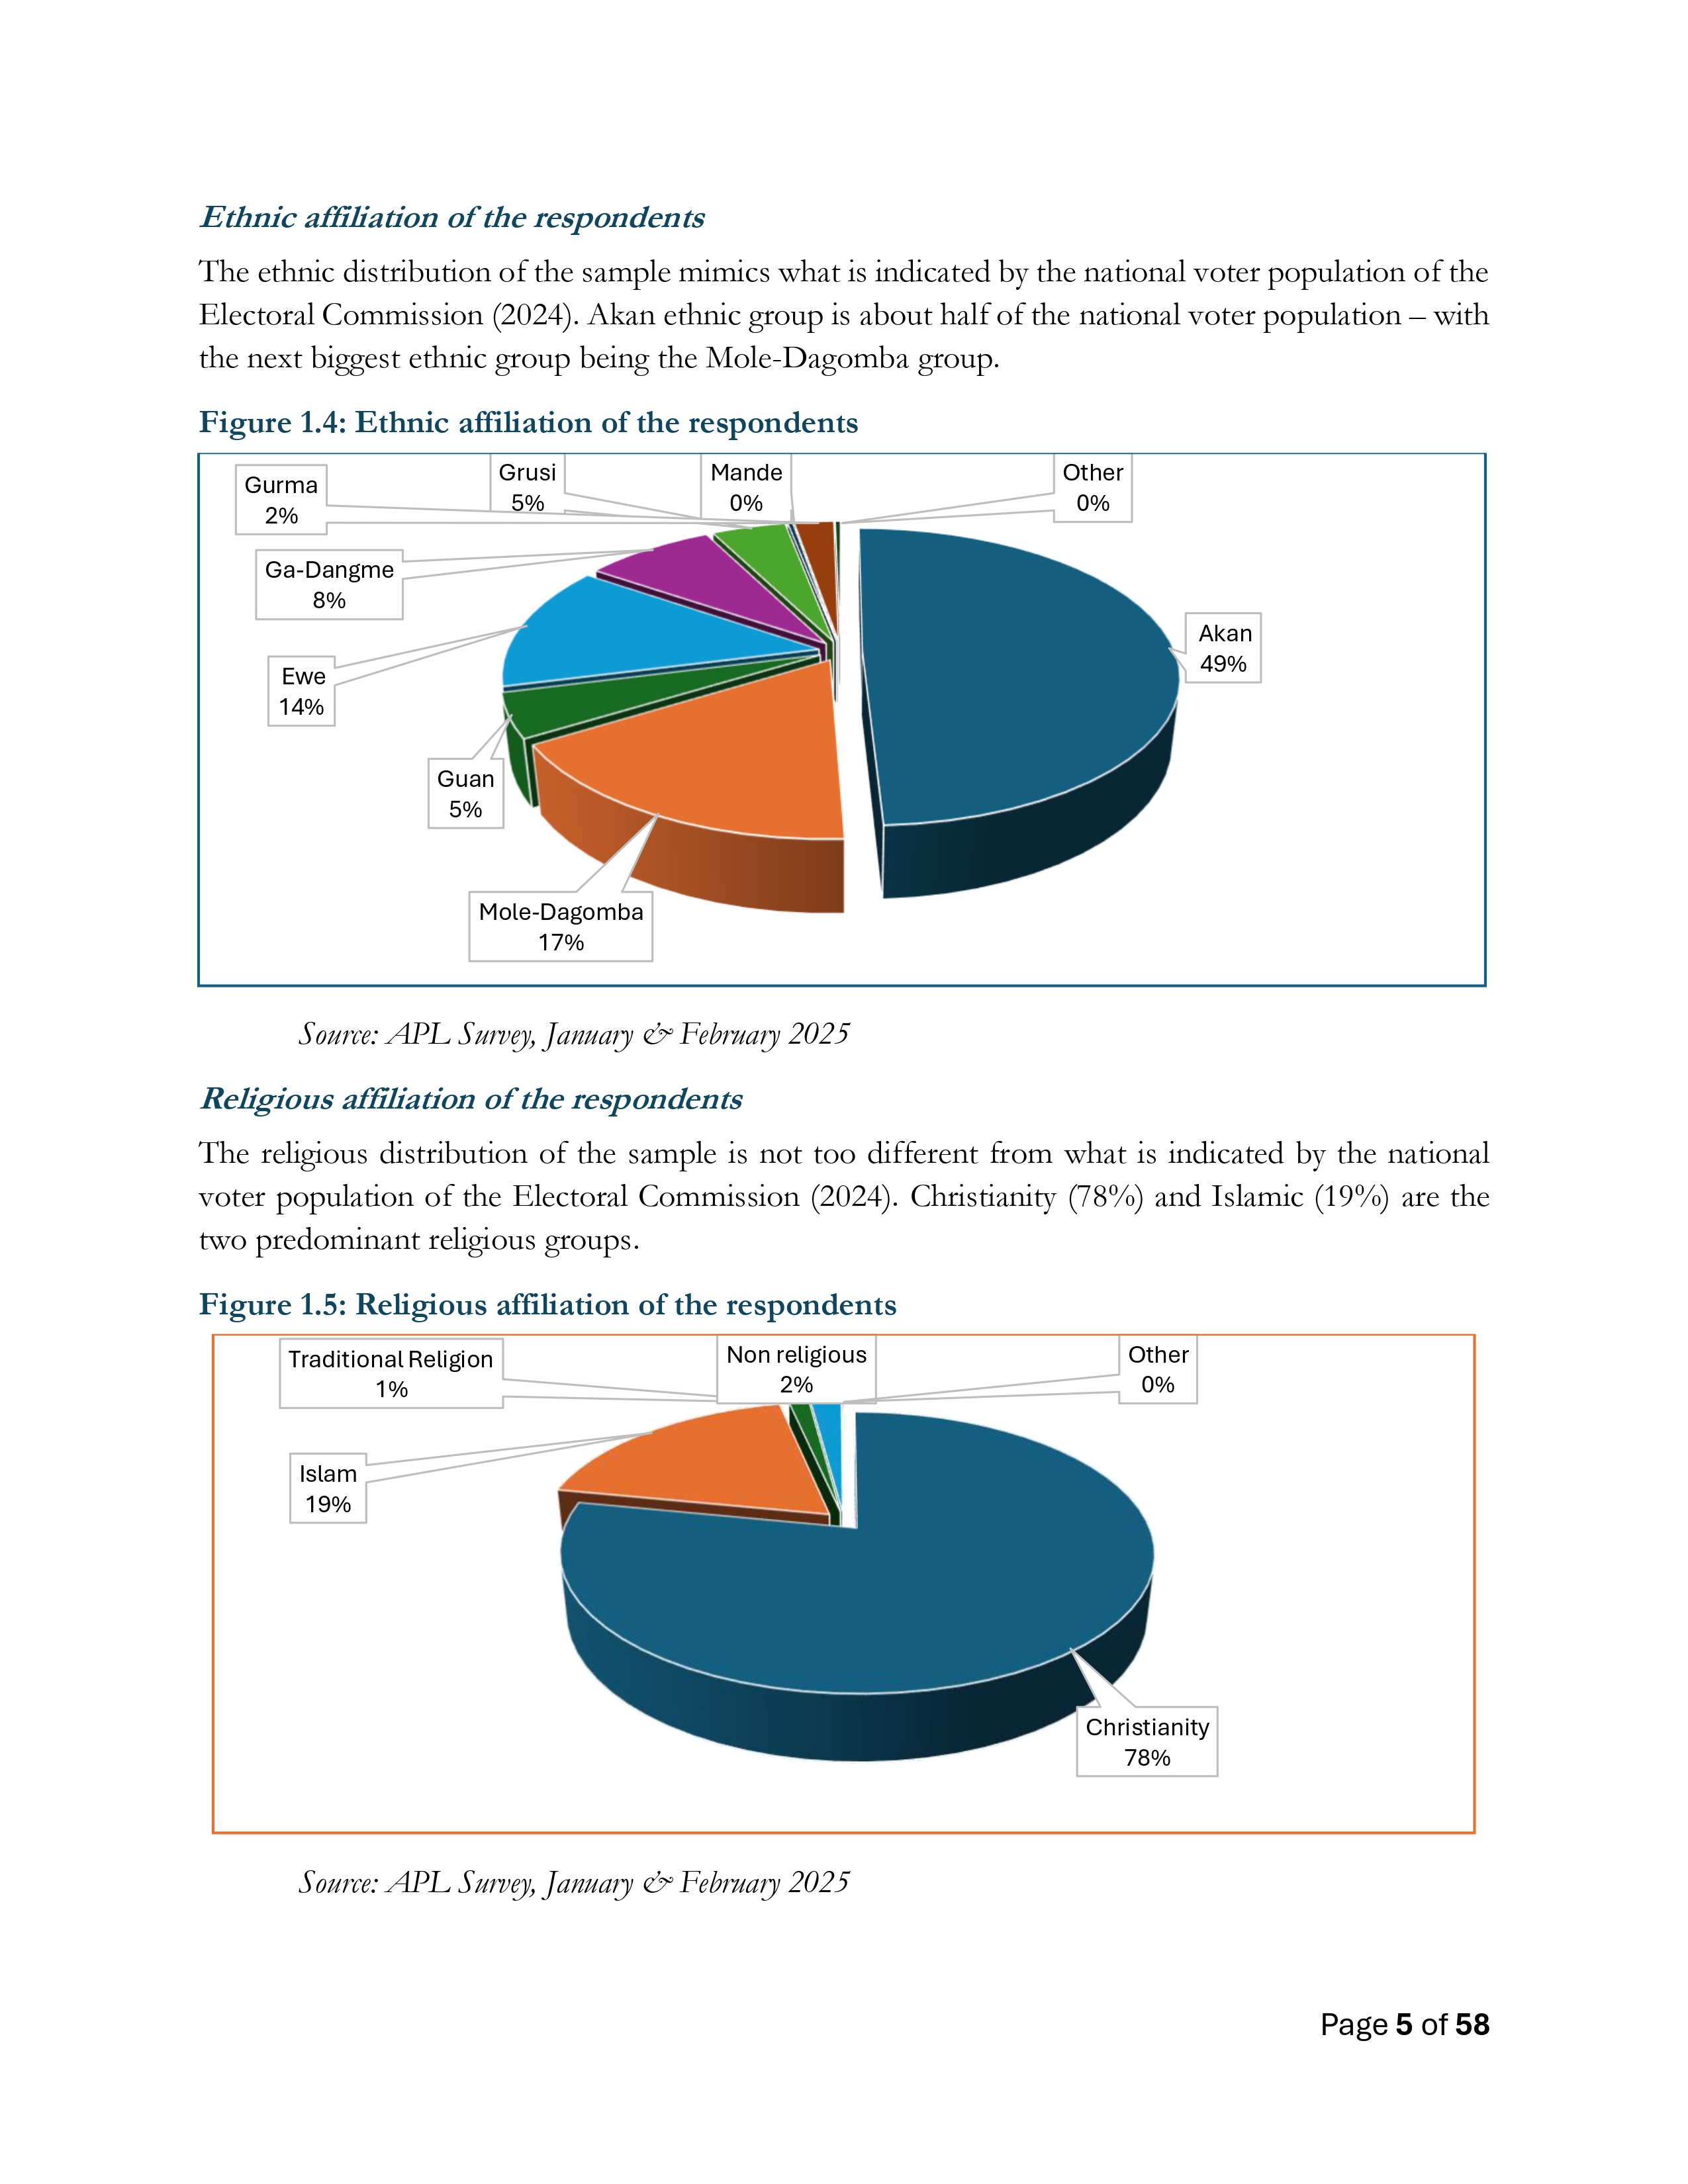 Ethnic affiliation of the respondents
The ethnic distribution of the sample mimics what is indicated by the national voter population of the
Electoral Commission (2024). Akan ethnic group is about half of the national voter population – with
the next biggest ethnic group being the Mole-Dagomba group.
Figure 1.4: Ethnic affiliation of the respondents
Gurma
2%
Grusi
5%
Mande
0%
Other
0%
Ga-Dangme
8%
Akan
49%
Ewe
14%
Guan
5%
Mole-Dagomba
17%
Source: APL Survey, January & February 2025
Religious affiliation of the respondents
The religious distribution of the sample is not too different from what is indicated by the national
voter population of the Electoral Commission (2024). Christianity (78%) and Islamic (19%) are the
two predominant religious groups.
Figure 1.5: Religious affiliation of the respondents
Traditional Religion
1%
Non religious
2%
Other
0%
Islam
19%
Christianity
78%
Source: APL Survey, January & February 2025
Page 5 of 58